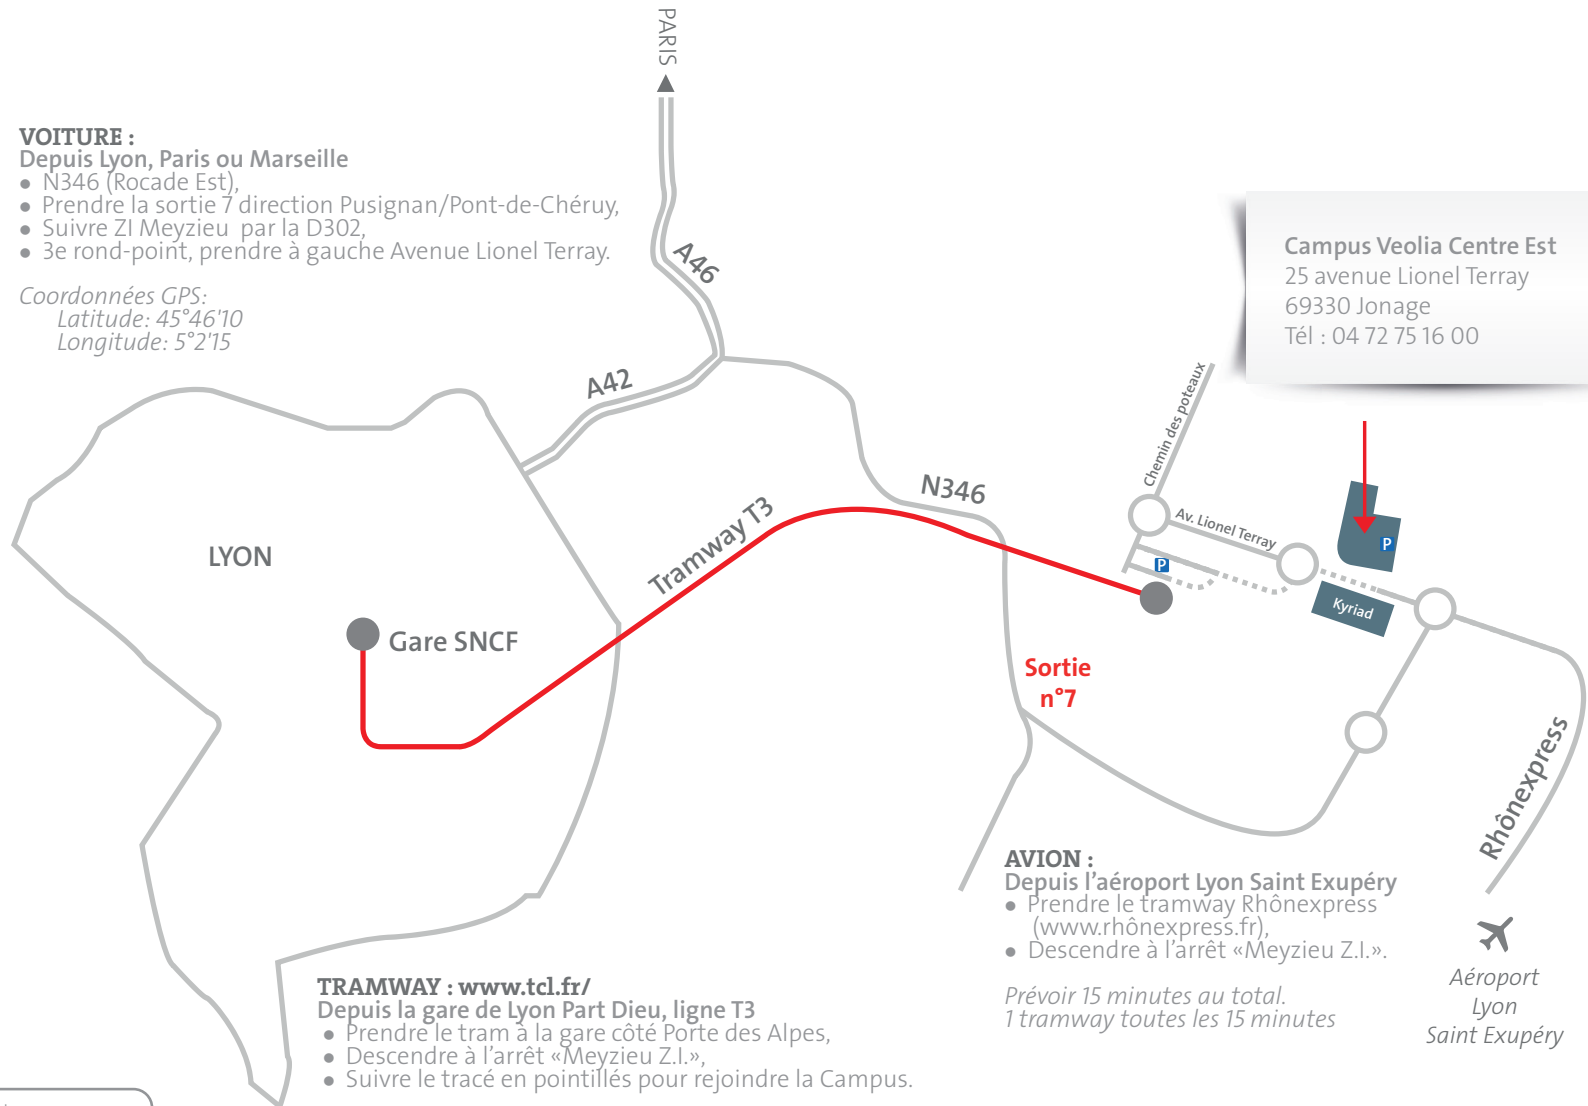 PARIS
VOITURE :
Depuis Lyon, Paris ou Marseille
• N346 (Rocade Est),
• Prendre la sortie 7 direction Pusignan/Pont-de-Chéruy,
• Suivre ZI Meyzieu par la D302,
• 3e rond-point, prendre à gauche Avenue Lionel Terray.
Coordonnées GPS:
Latitude: 45°46'10
Longitude: 5°2'15
Campus Veolia Centre Est
25 avenue Lionel Terray
69330 Jonage
Tél : 04 72 75 16 00
A46
A42
Chemin des poteaux
N346
Av. Lionel Terray
P
P
Tramway T3
LYON
Kyriad
Gare SNCF
Sortie
n°7
Rhônexpress
AVION :
Depuis l'aéroport Lyon Saint Exupéry
• Prendre le tramway Rhônexpress
(www.rhônexpress.fr),
• Descendre à l'arrêt «Meyzieu Z.I.».
Prévoir 15 minutes au total.
1 tramway toutes les 15 minutes
Aéroport
Lyon
Saint Exupéry
TRAMWAY : www.tcl.fr/
Depuis la gare de Lyon Part Dieu, ligne T3
• Prendre le tram à la gare côté Porte des Alpes,
• Descendre à l'arrêt «Meyzieu Z.I.»,
• Suivre le tracé en pointillés pour rejoindre la Campus.